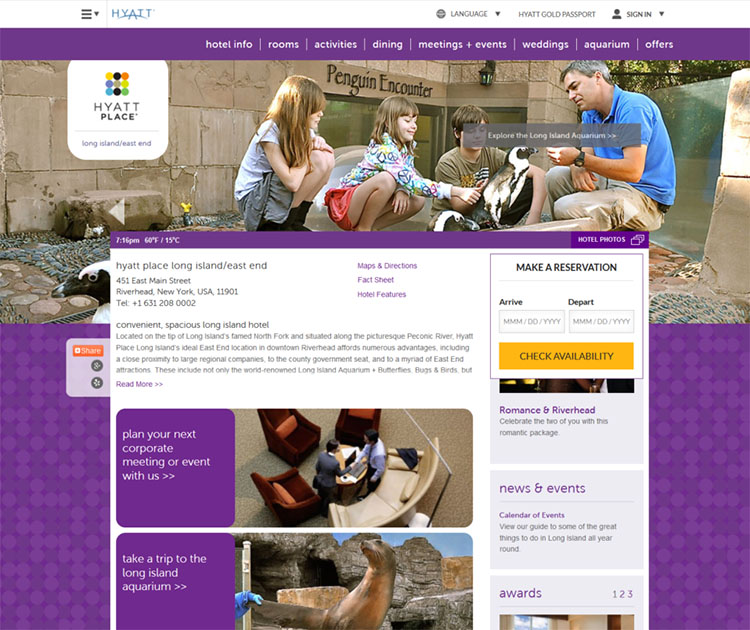 HYATT
LANGUAGE ▼ HYATT GOLD PASSPORT SIGN IN ▼
hotel info | rooms | activities | dining | meetings + events | weddings | aquarium | offers
Penguin Encounter
HYATT
PLACE
long island/east end
Explore the Long Island Aquarium >>
7:16pm 60°F / 15°C
HOTEL PHOTOS
hyatt place long island/east end
451 East Main Street
Riverhead, New York, USA, 11901
Tel: +1 631 208 0002
Maps & Directions
Fact Sheet
Hotel Features
convenient, spacious long island hotel
Located on the tip of Long Island's famed North Fork and situated along the picturesque Peconic River, Hyatt
Place Long Island's ideal East End location in downtown Riverhead affords numerous advantages, including
a close proximity to large regional companies, to the county government seat, and to a myriad of East End
attractions. These include not only the world-renowned Long Island Aquarium + Butterflies, Bugs & Birds, but
Read More >>
MAKE A RESERVATION
Arrive Depart
MMM / DD / YYYY MMM / DD / YYYY
CHECK AVAILABILITY
Share
plan your next
corporate
meeting or event
with us >>
take a trip to the
long island
aquarium >>
Romance & Riverhead
Celebrate the two of you with this
romantic package.
news & events
Calendar of Events
View our guide to some of the great
things to do in Long Island all year
round.
awards 1 2 3